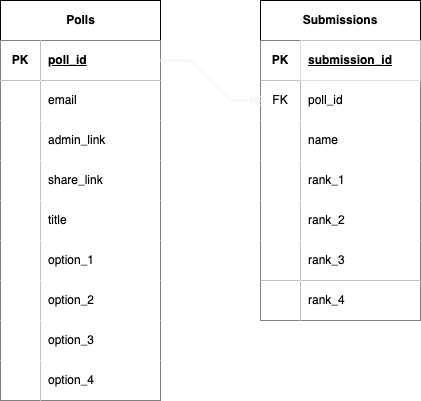 Polls
PK poll_id
email
admin_link
share_link
title
option_1
option_2
option_3
option_4
Submissions
PK submission_id
FK poll_id
name
rank_1
rank_2
rank_3
rank_4